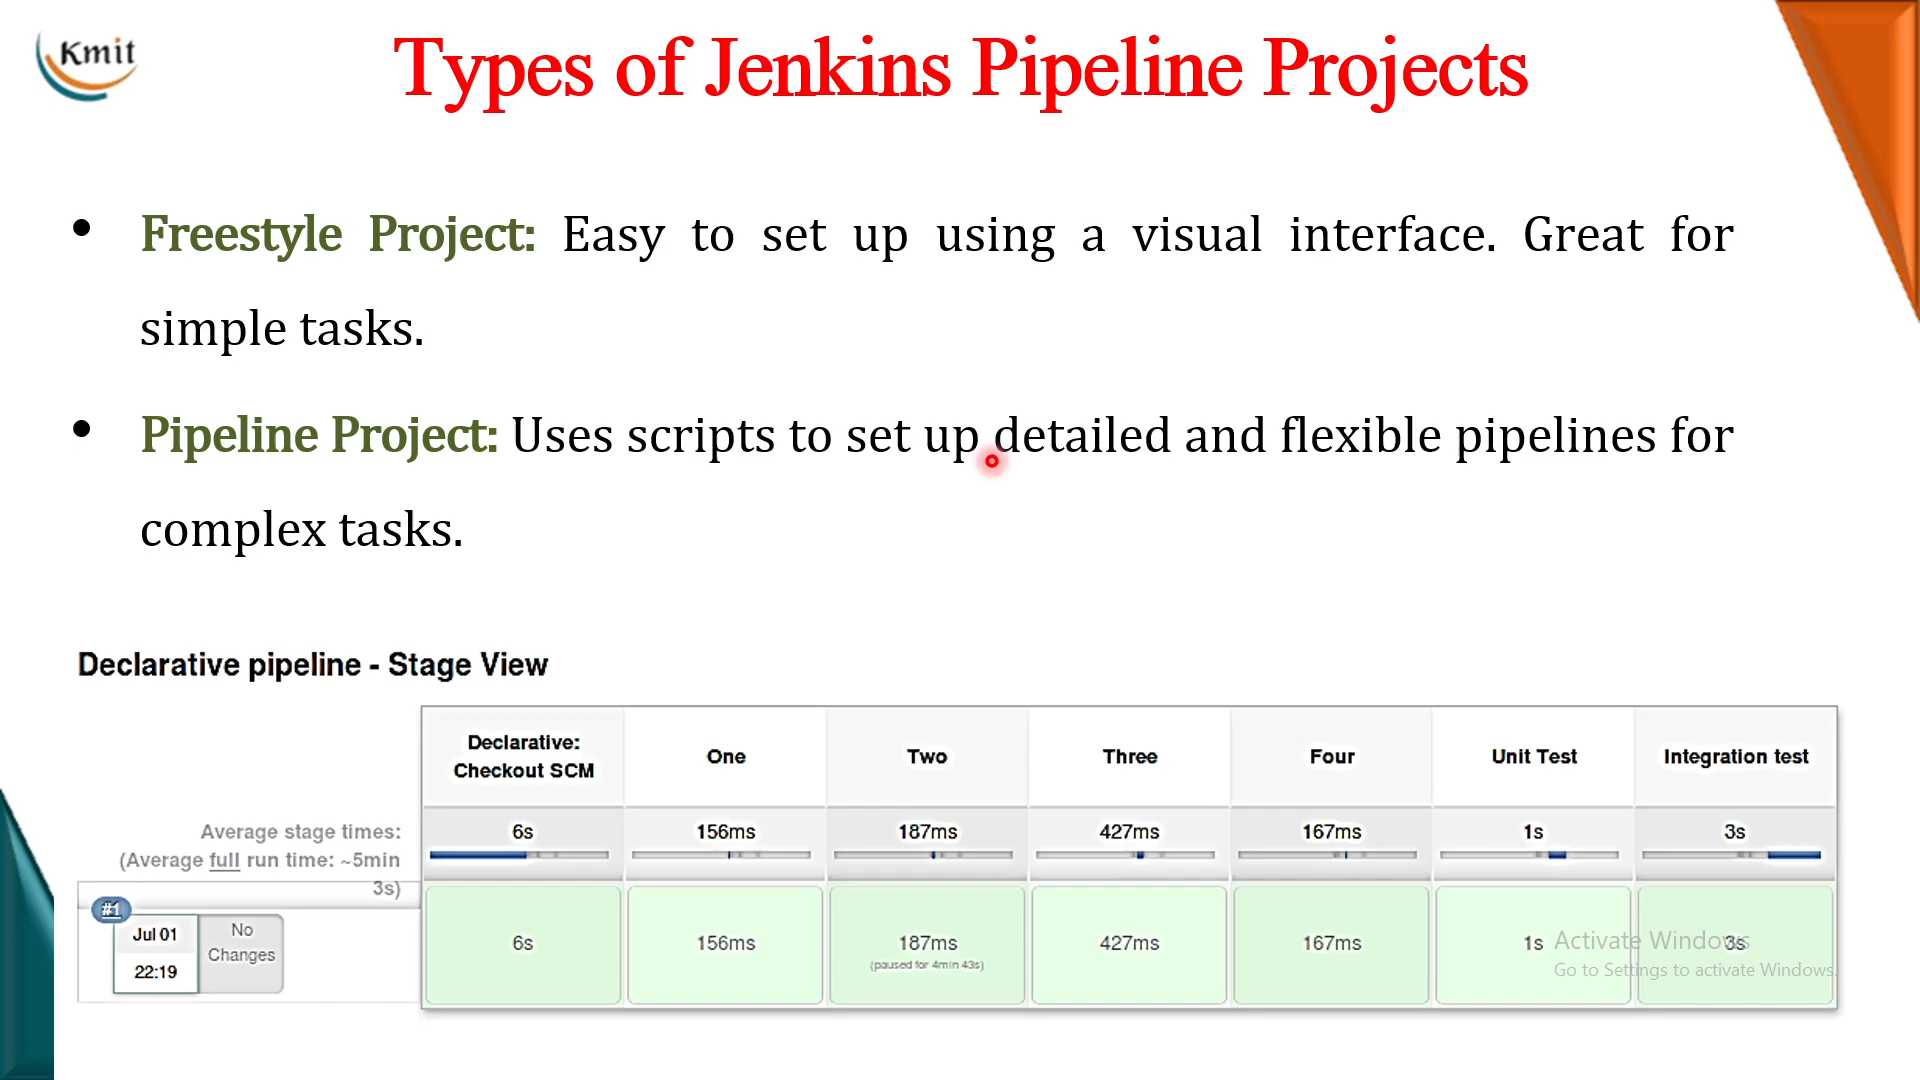 Kmit
Types of Jenkins Pipeline Projects
• Freestyle Project: Easy to set up using a visual interface. Great for
simple tasks.
• Pipeline Project: Uses scripts to set up detailed and flexible pipelines for
complex tasks.
Declarative pipeline - Stage View
Declarative:
Checkout SCM
One
Two
Three
Four
Unit Test
Integration test
Average stage times:
(Average full run time: ~5min
3s)
6s
156ms
187ms
427ms
167ms
1s
3s
#1
Jul 01
22:19
No
Changes
6s
156ms
187ms
(paused for 4min 43s)
427ms
167ms
1s
3s
Activate Windows
Go to Settings to activate Windows.